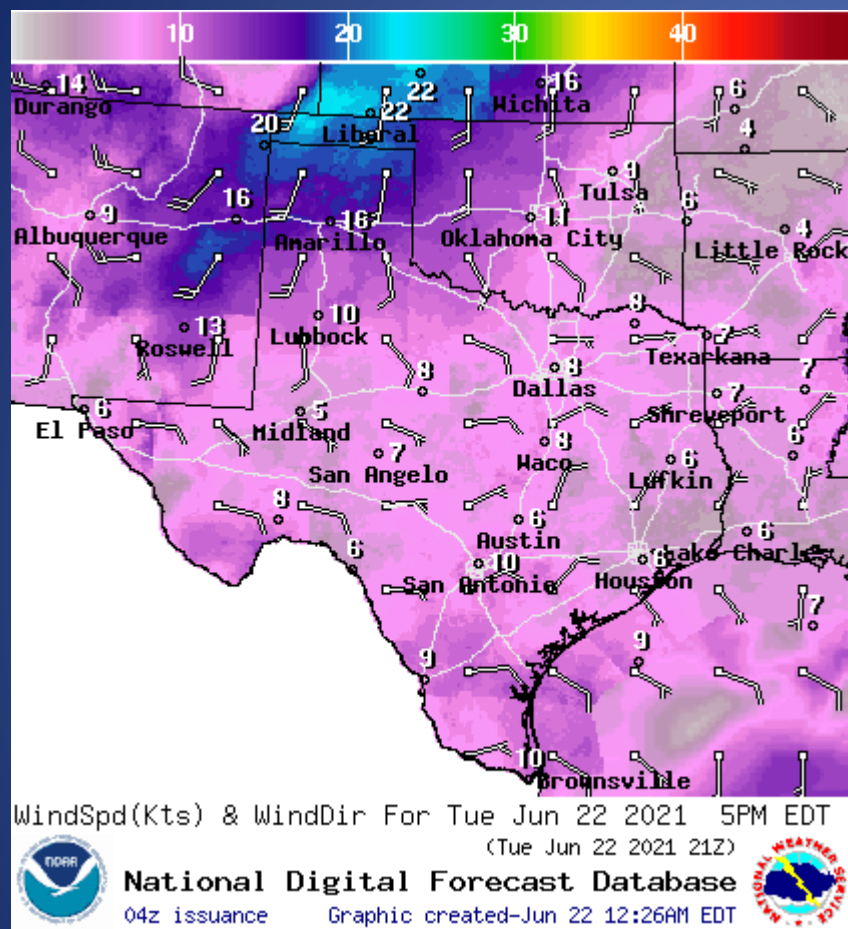 10 20 30 40
14 22 16 6
Durango 22 Wichita
20 Liberal 4
9 Tulsa
9 16 16 11 6 4
Albuquerque Amarillo Oklahoma City Little Rock
13 10 8
Roswell Lubbock 7
Texarkana
8 8 7 7
Dallas
6 5 Shreveport
El Paso Midland 7 8 6 6
San Angelo Waco Lufkin
8 6 6
Austin Lake Charles
6 10 6
San Antonio Houston
7
9 9
10
Brownsville
WindSpd(Kts) & WindDir For Tue Jun 22 2021 5PM EDT
(Tue Jun 22 2021 21Z)
NOAA
National Digital Forecast Database
04z issuance Graphic created-Jun 22 12:26AM EDT
NATIONAL WEATHER SERVICE